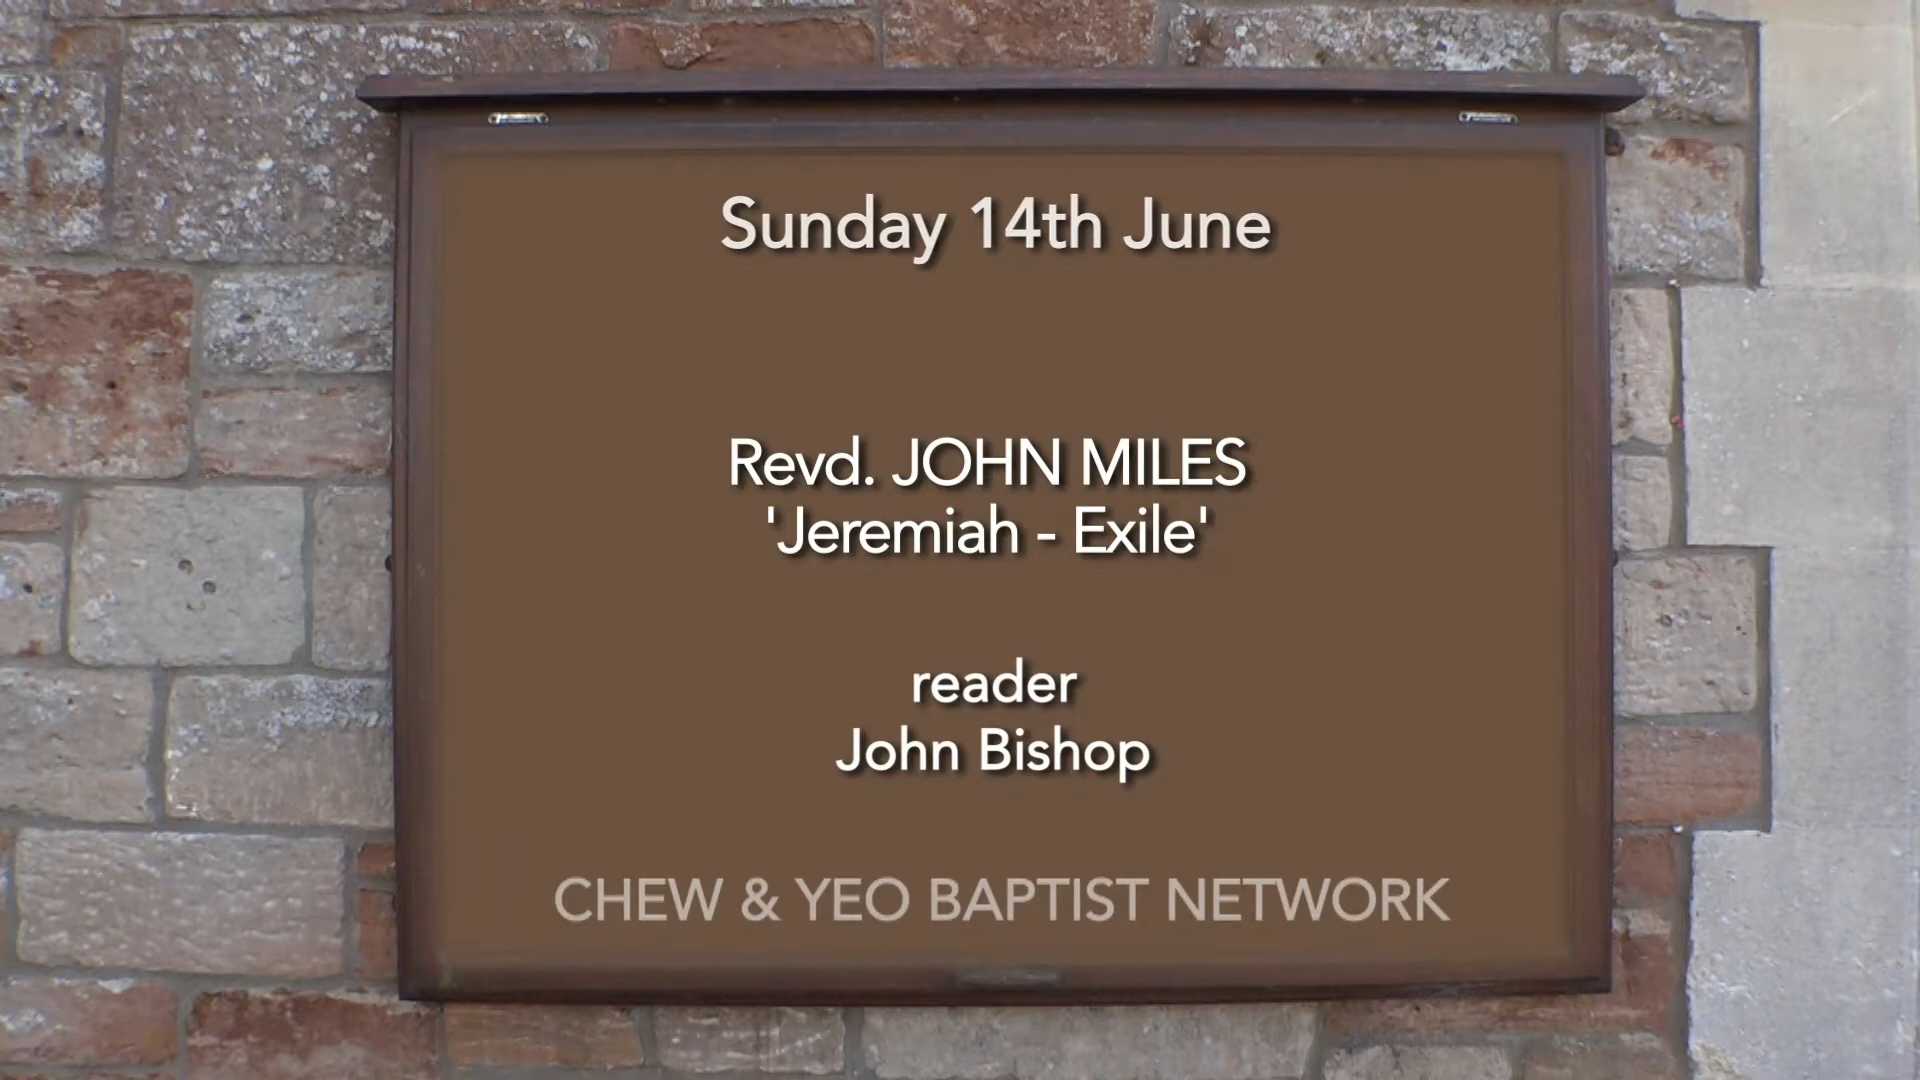 Sunday 14th June
Revd. JOHN MILES
'Jeremiah - Exile'
reader
John Bishop
CHEW & YEO BAPTIST NETWORK